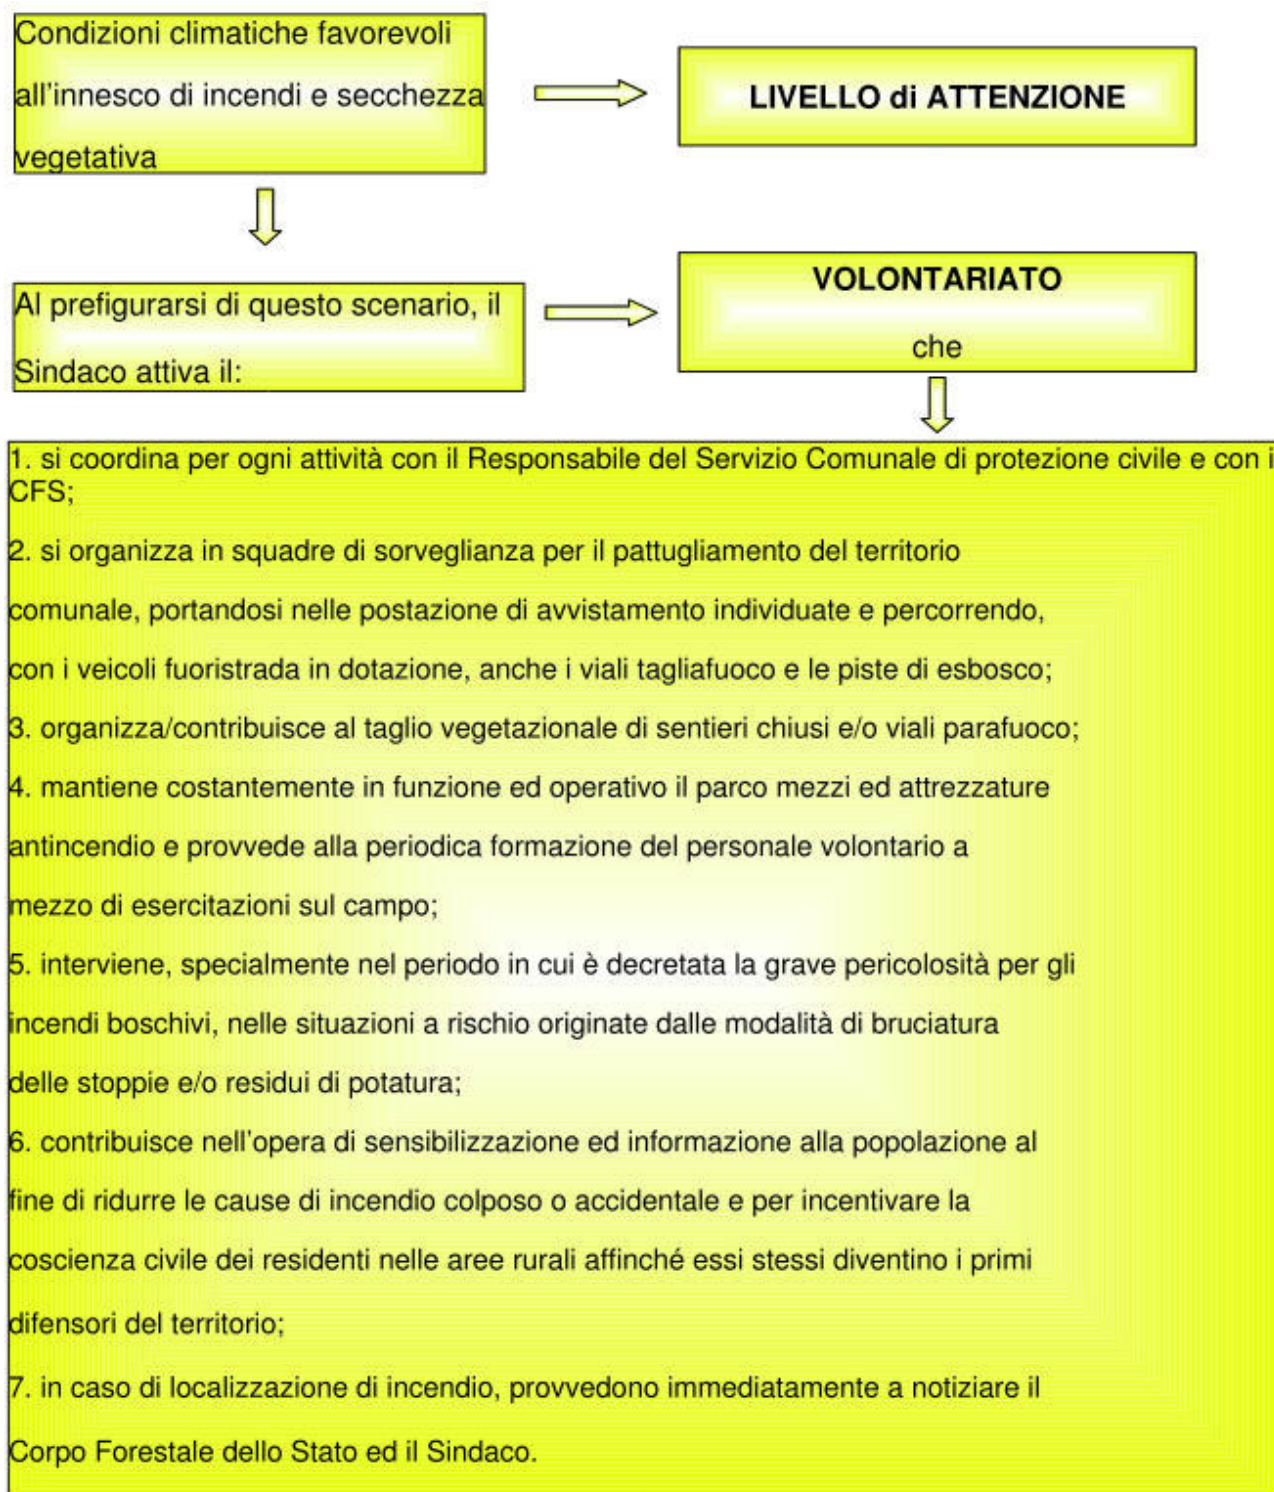 Condizioni climatiche favorevoli
all'innesco di incendi e secchezza
vegetativa
LIVELLO di ATTENZIONE
Al prefigurarsi di questo scenario, il
Sindaco attiva il:
VOLONTARIATO
che
1. si coordina per ogni attività con il Responsabile del Servizio Comunale di protezione civile e con i
CFS;
2. si organizza in squadre di sorveglianza per il pattugliamento del territorio
comunale, portandosi nelle postazione di avvistamento individuate e percorrendo,
con i veicoli fuoristrada in dotazione, anche i viali tagliafuoco e le piste di esbosco;
3. organizza/contribuisce al taglio vegetazionale di sentieri chiusi e/o viali parafuoco;
4. mantiene costantemente in funzione ed operativo il parco mezzi ed attrezzature
antincendio e provvede alla periodica formazione del personale volontario a
mezzo di esercitazioni sul campo;
5. interviene, specialmente nel periodo in cui è decretata la grave pericolosità per gli
incendi boschivi, nelle situazioni a rischio originate dalle modalità di bruciatura
delle stoppie e/o residui di potatura;
6. contribuisce nell'opera di sensibilizzazione ed informazione alla popolazione al
fine di ridurre le cause di incendio colposo o accidentale e per incentivare la
coscienza civile dei residenti nelle aree rurali affinché essi stessi diventino i primi
difensori del territorio;
7. in caso di localizzazione di incendio, provvedono immediatamente a notiziare il
Corpo Forestale dello Stato ed il Sindaco.